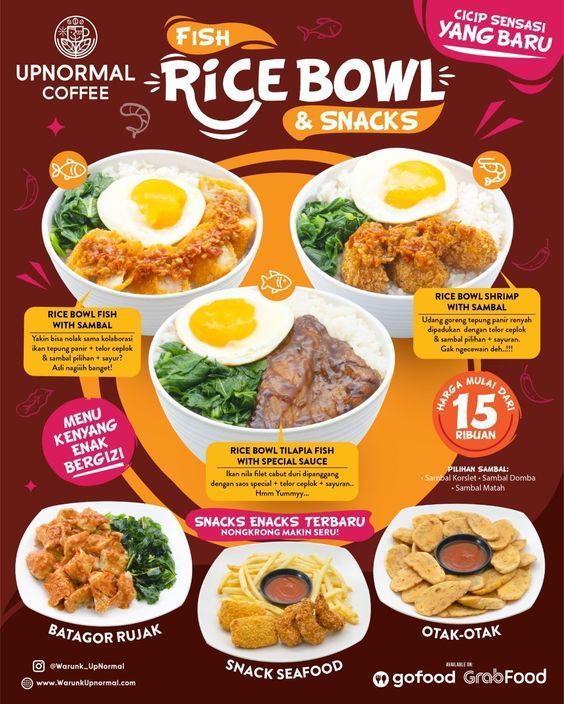 UPNORMAL
COFFEE
FISH
RICE BOWL
& SNACKS
CICIP SENSASI
YANG BARU
RICE BOWL FISH
WITH SAMBAL
Yakin bisa nolak sama kolaborasi
ikan tepung panir + telor ceplok
& sambal pilihan + sayur?
Asli nagiiih banget!
RICE BOWL SHRIMP
WITH SAMBAL
Udang goreng tepung panir renyah
dipadukan dengan telor ceplok
& sambal pilihan + sayuran.
Gak ngecewain deh...!!!
MENU
KENYANG
ENAK
BERGIZI
HARGA MULAI DARI
15
RIBUAN
RICE BOWL TILAPIA FISH
WITH SPECIAL SAUCE
Ikan nila filet cabut duri dipanggang
dengan saos special + telor ceplok + sayuran..
Hmm Yummyy...
PILIHAN SAMBAL:
• Sambal Korslet • Sambal Domba
• Sambal Matah
SNACKS ENACKS TERBARU
NONGKRONG MAKIN SERU!
BATAGOR RUJAK
SNACK SEAFOOD
OTAK-OTAK
@Warunk_UpNormal
www.WarunkUpnormal.com
AVAILABLE ON:
gofood GrabFood